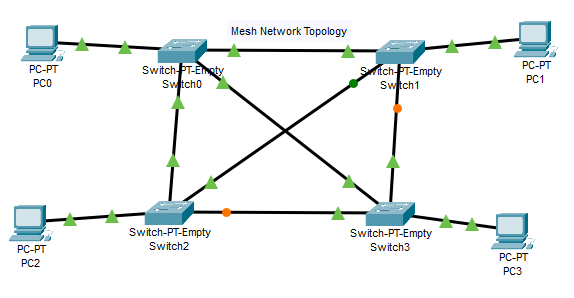 Mesh Network Topology
PC-PT
PC0
Switch-PT-Empty
Switch0
Switch-PT-Empty
Switch1
PC-PT
PC1
PC-PT
PC2
Switch-PT-Empty
Switch2
Switch-PT-Empty
Switch3
PC-PT
PC3